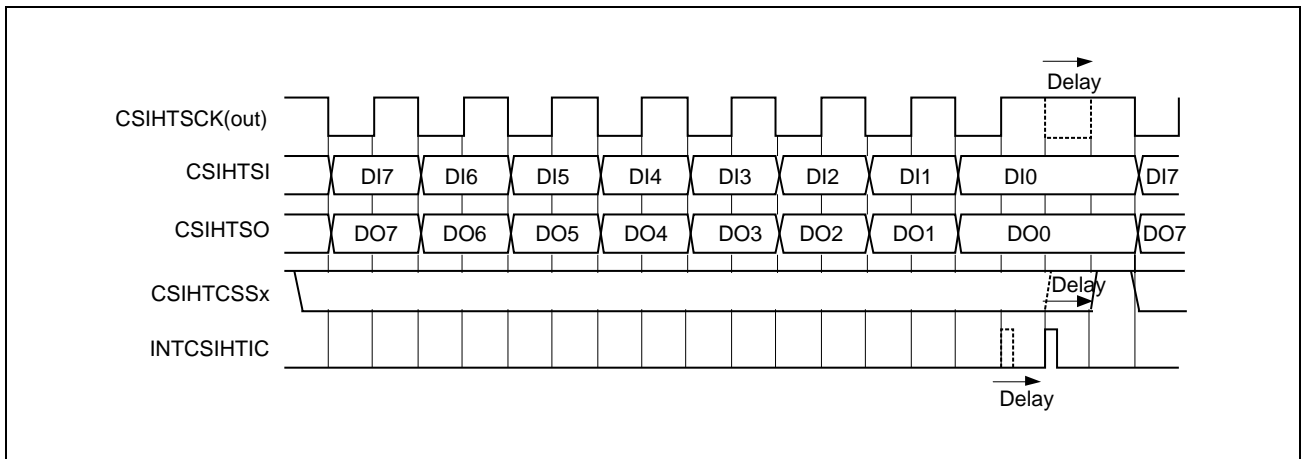 Delay
CSIHTSCK(out)
CSIHTSI DI7 DI6 DI5 DI4 DI3 DI2 DI1 DI0 DI7
CSIHTSO DO7 DO6 DO5 DO4 DO3 DO2 DO1 DO0 DO7
CSIHTCSSx Delay
INTCSIHTIC
Delay